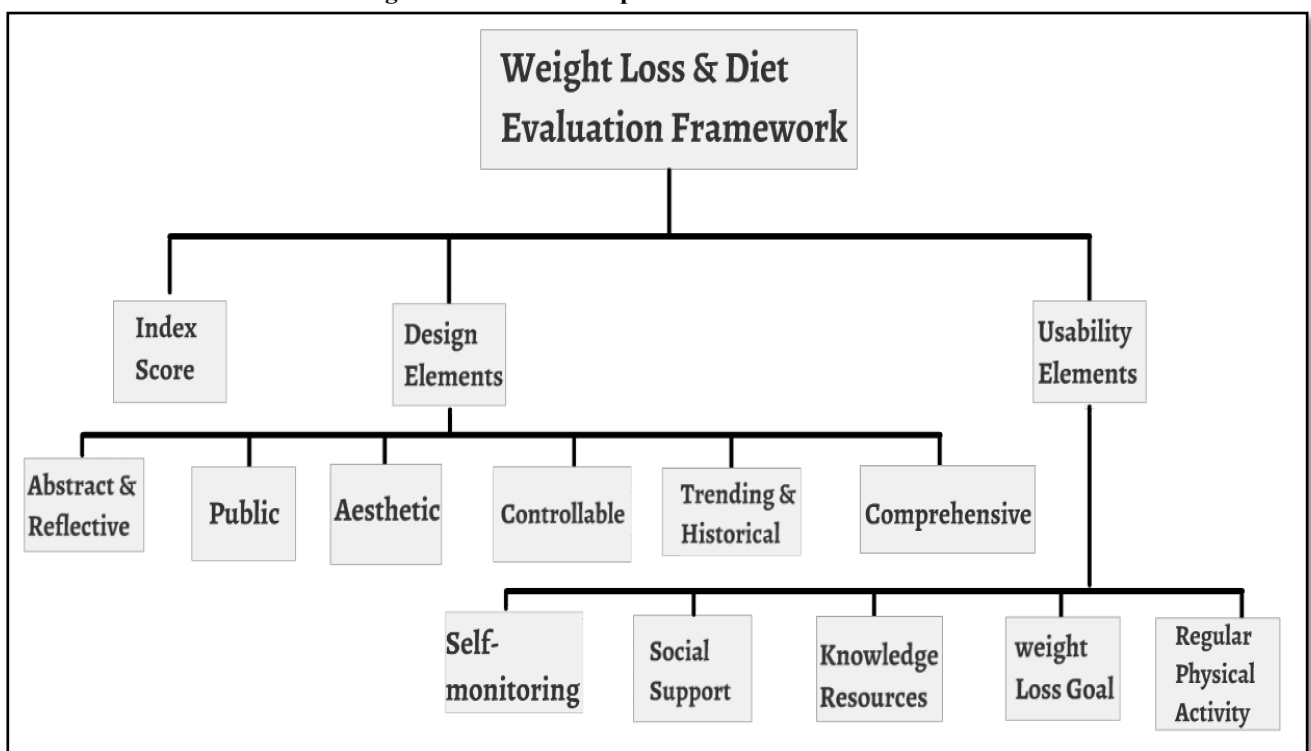 Weight Loss & Diet
Evaluation Framework
Index
Score
Design
Elements
Usability
Elements
Abstract &
Reflective
Public
Aesthetic
Controllable
Trending &
Historical
Comprehensive
Self-
monitoring
Social
Support
Knowledge
Resources
weight
Loss Goal
Regular
Physical
Activity